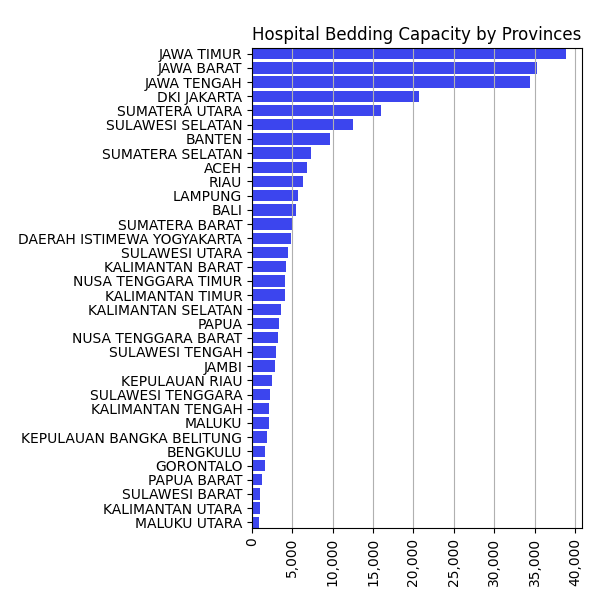 Hospital Bedding Capacity by Provinces
JAWA TIMUR
JAWA BARAT
JAWA TENGAH
DKI JAKARTA
SUMATERA UTARA
SULAWESI SELATAN
BANTEN
SUMATERA SELATAN
ACEH
RIAU
LAMPUNG
BALI
SUMATERA BARAT
DAERAH ISTIMEWA YOGYAKARTA
SULAWESI UTARA
KALIMANTAN BARAT
NUSA TENGGARA TIMUR
KALIMANTAN TIMUR
KALIMANTAN SELATAN
PAPUA
NUSA TENGGARA BARAT
SULAWESI TENGAH
JAMBI
KEPULAUAN RIAU
SULAWESI TENGGARA
KALIMANTAN TENGAH
MALUKU
KEPULAUAN BANGKA BELITUNG
BENGKULU
GORONTALO
PAPUA BARAT
SULAWESI BARAT
KALIMANTAN UTARA
MALUKU UTARA
0
5,000
10,000
15,000
20,000
25,000
30,000
35,000
40,000